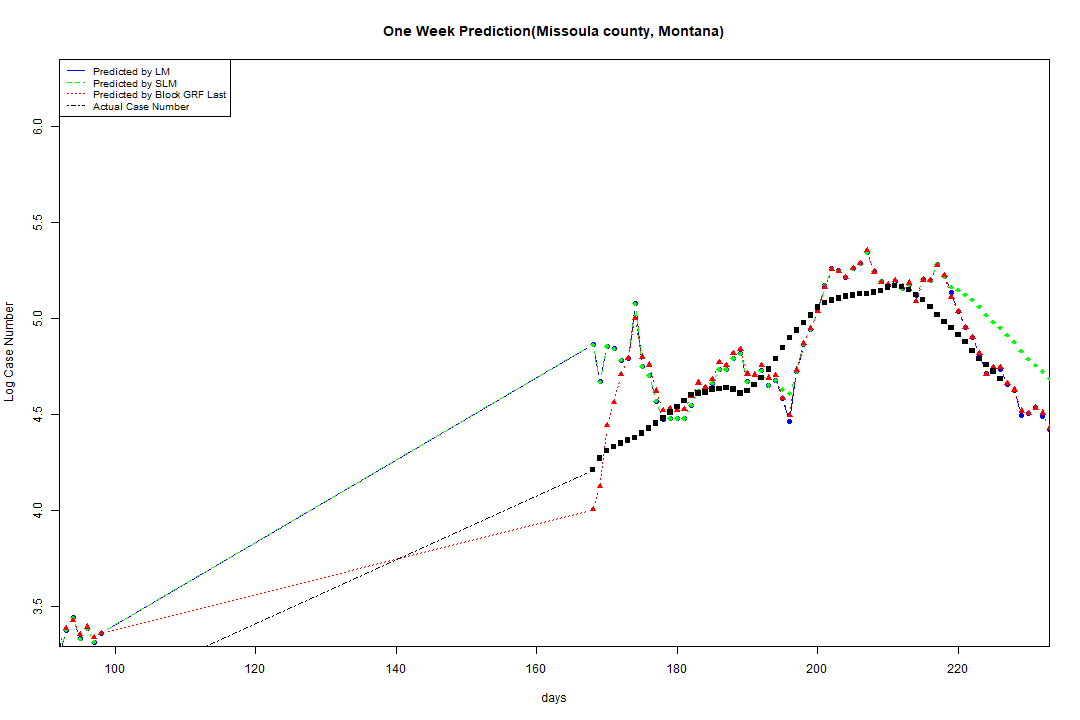 One Week Prediction(Missoula county, Montana)
Predicted by LM
Predicted by SLM
Predicted by Block GRF Last
Actual Case Number
6.0
5.5
5.0
4.5
4.0
3.5
Log Case Number
100 120 140 160 180 200 220
days